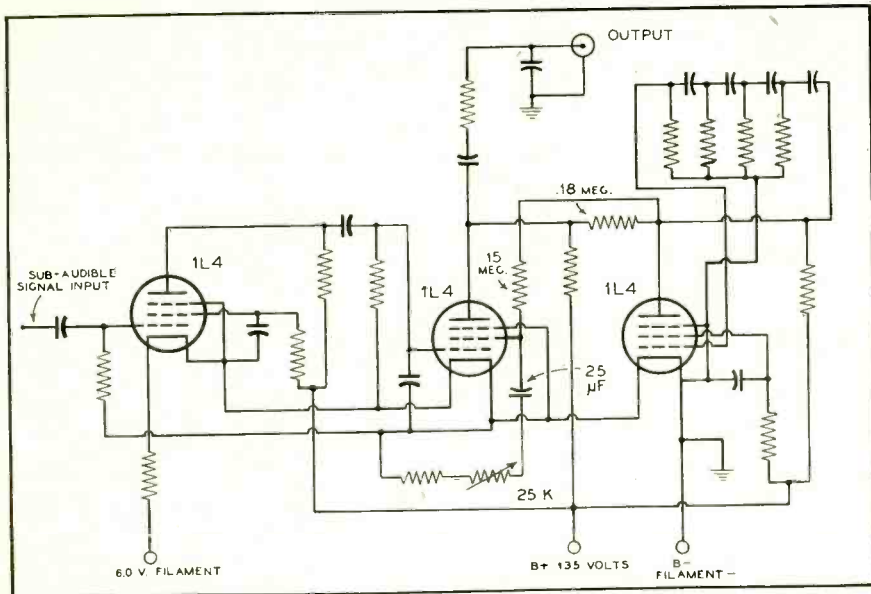 OUTPUT
.18 MEG.
SUB-AUDIBLE
SIGNAL INPUT
1L4
15
MEG.
1L4
1L4
25
µF
25 K
6.0 V. FILAMENT
B+ 135 VOLTS
B-
FILAMENT-